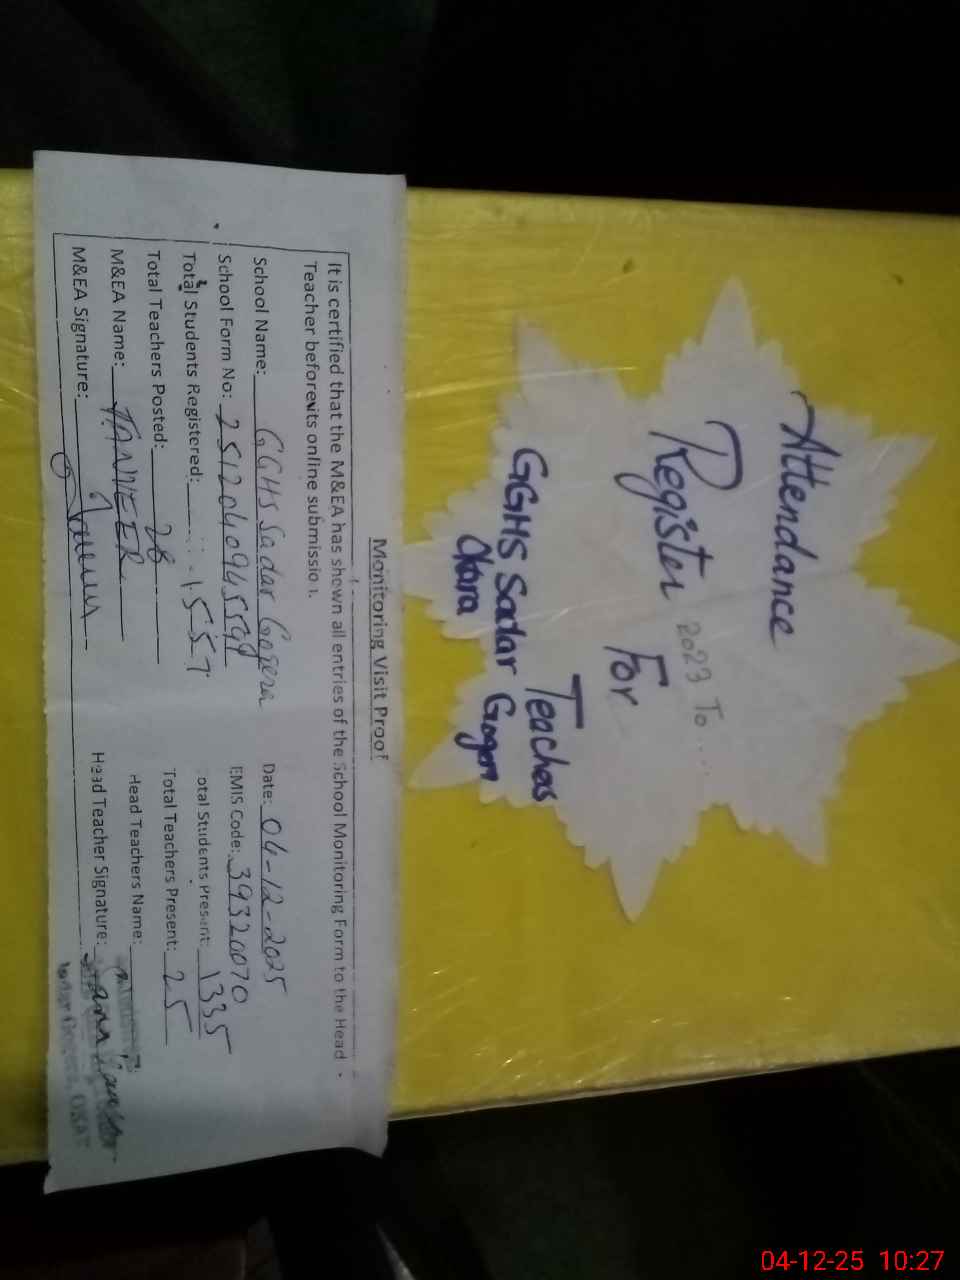 Attendance
Register 2023 To....
For
Teachers
GGHS Sadar Gogera
Okara
Monitoring Visit Proof
It is certified that the M&EA has shown all entries of the School Monitoring Form to the Head
Teacher before its online submission.
School Name: GGHS Sadar Gogera Date: 04-12-2025
School Form No: EMIS Code: 39320070
Total Students Registered: 1557 Total Students Present: 1335
Total Teachers Posted: 28 Total Teachers Present: 25
M&EA Name: TANVEER Head Teachers Name:
M&EA Signature: Head Teacher Signature:
04-12-25 10:27